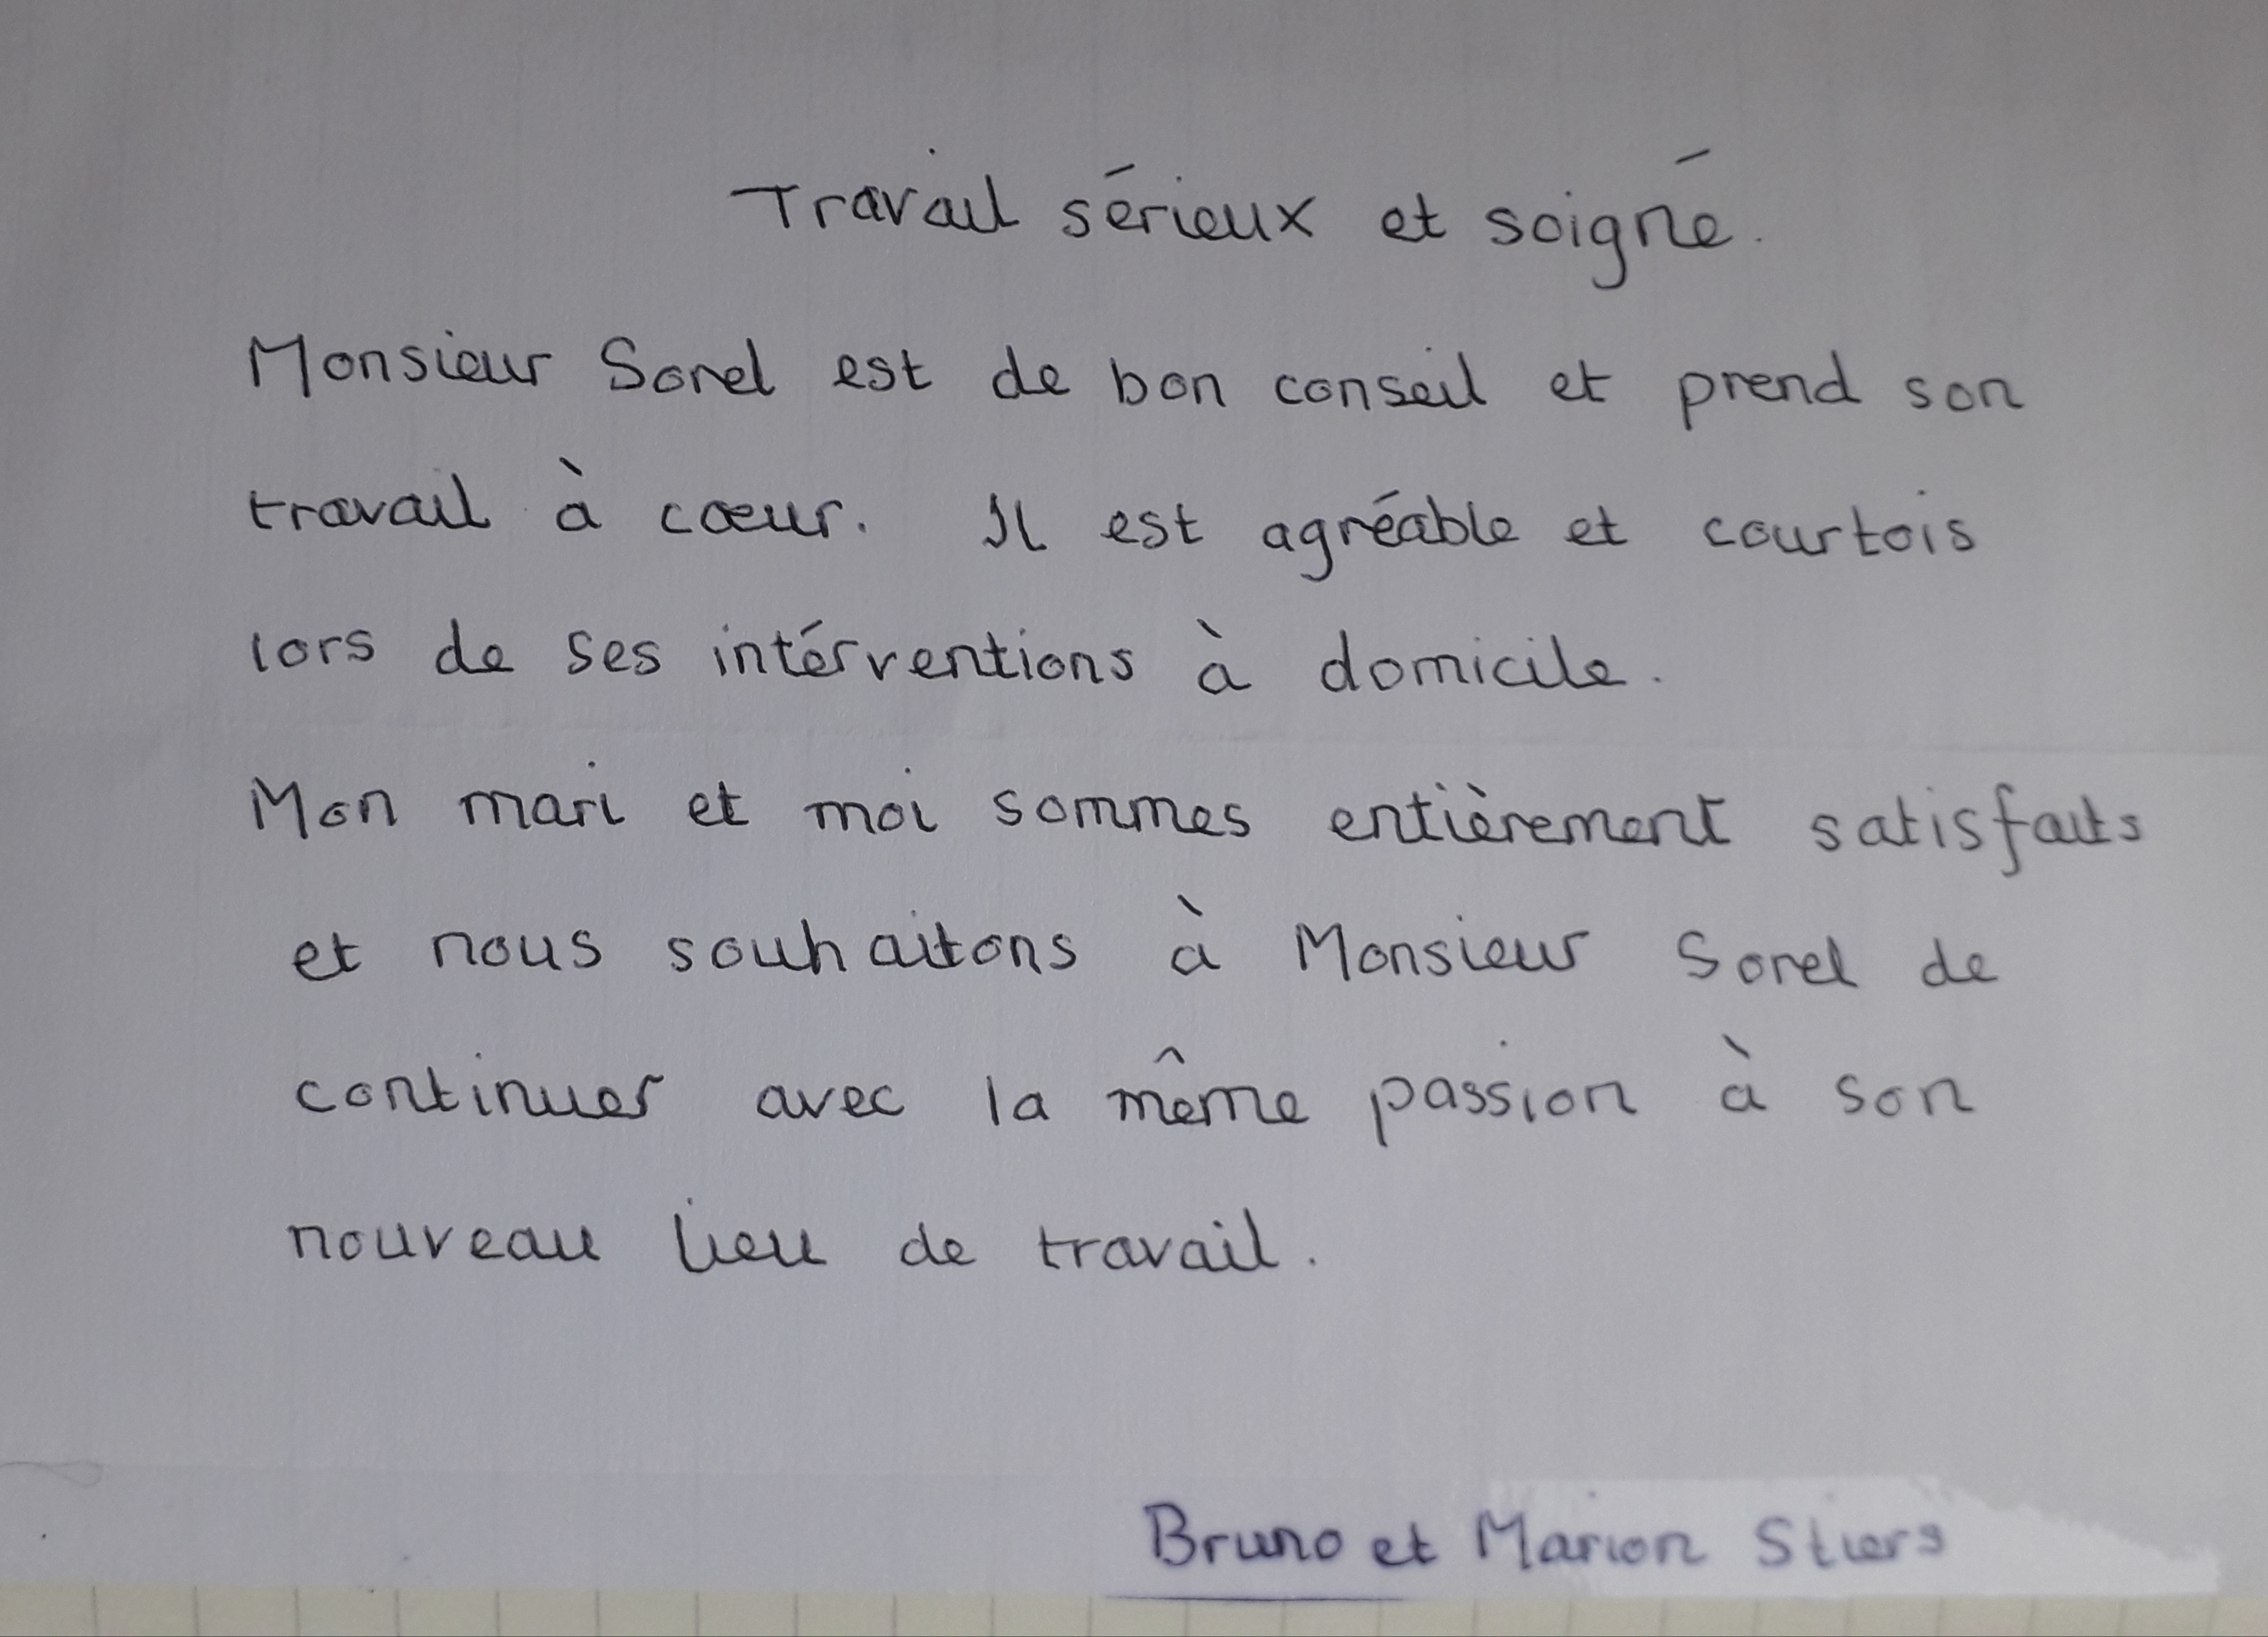 Travail sérieux et soigné.
Monsieur Sorel est de bon conseil et prend son
travail à cœur. Il est agréable et courtois
lors de ses intérventions à domicile.
Mon mari et moi sommes entièrement satisfaits
et nous souhaitons à Monsieur Sorel de
continuer avec la même passion à son
nouveau lieu de travail.
Bruno et Marion Stiers